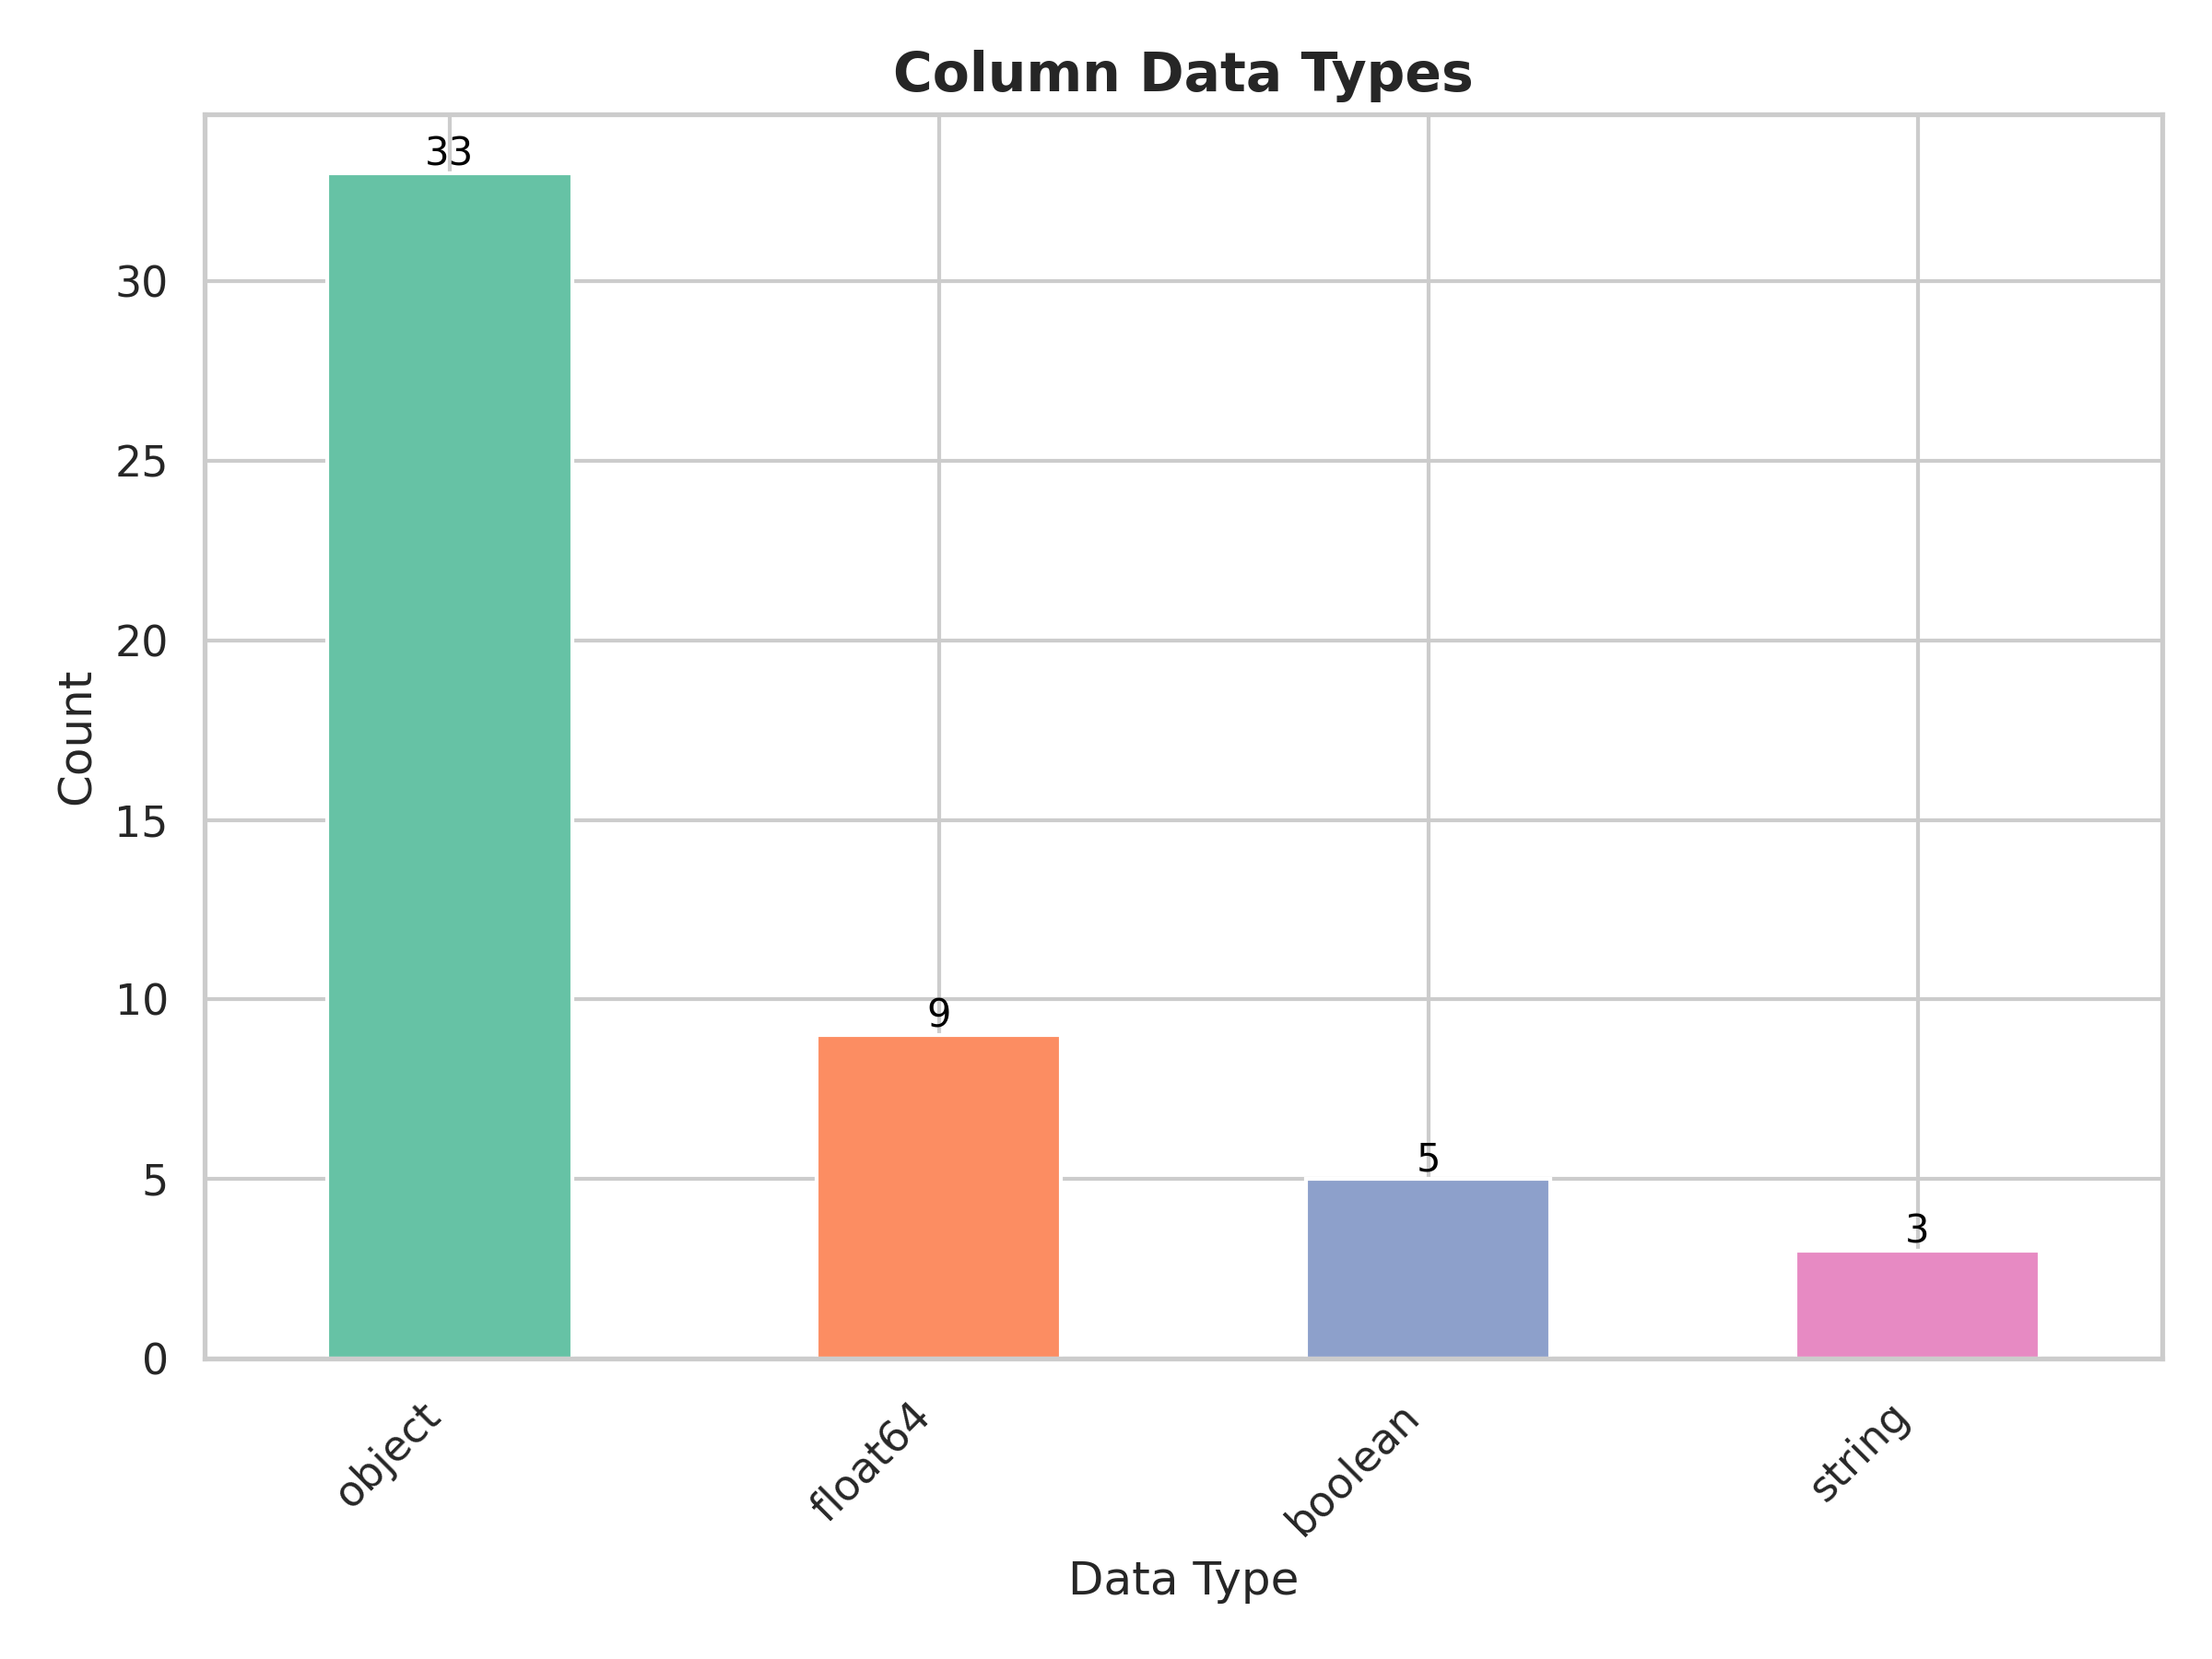 Column Data Types
33
30
25
20
15
10
9
5
5
3
0
Count
object
float64
boolean
string
Data Type